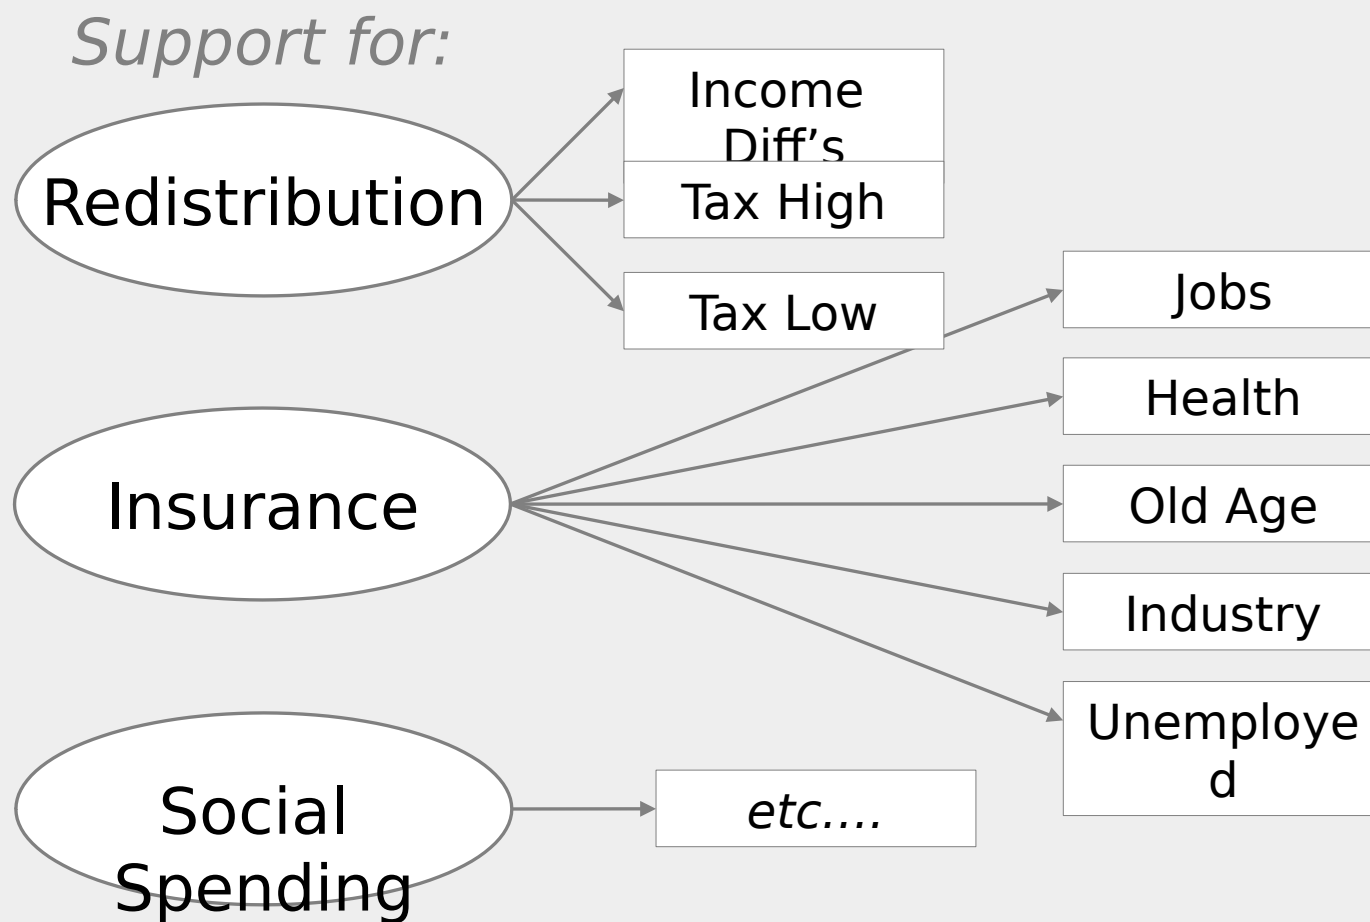 Support for:
Redistribution
Income
Diff’s
Tax High
Tax Low
Insurance
Jobs
Health
Old Age
Industry
Unemploye
d
Social
Spending
etc....